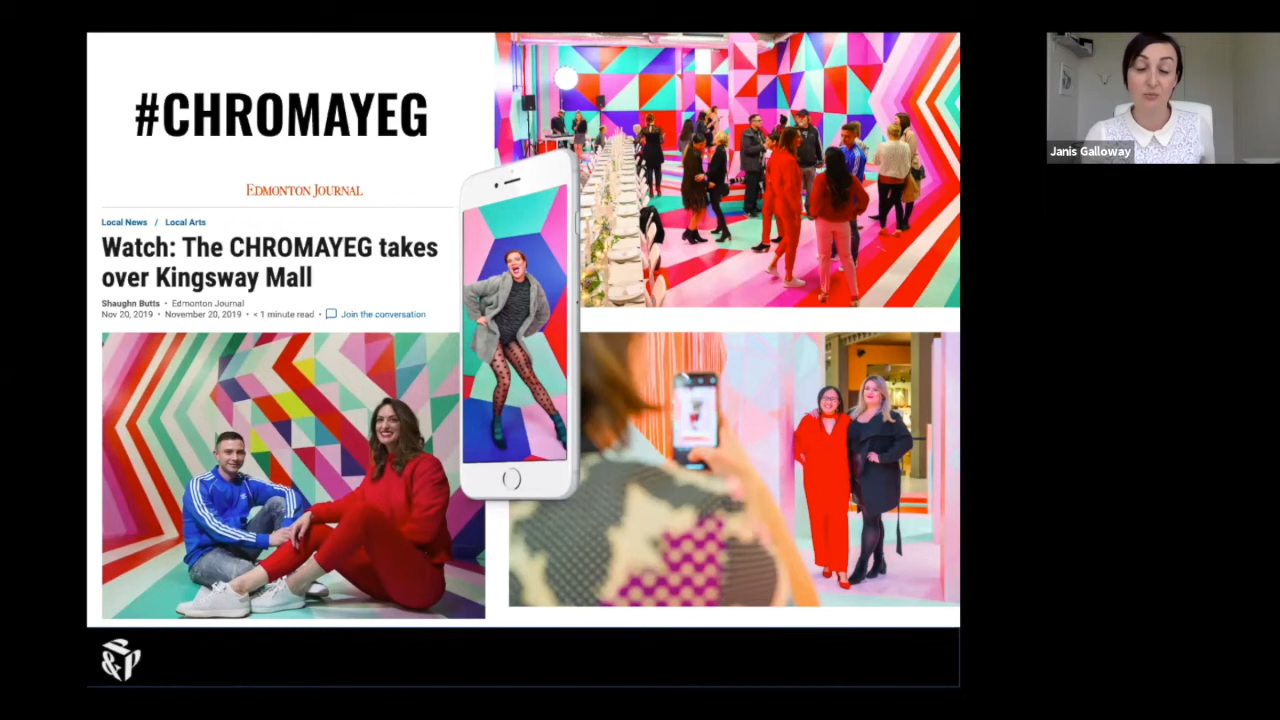 #CHROMAYEG
EDMONTON JOURNAL
Local News / Local Arts
Watch: The CHROMAYEG takes
over Kingsway Mall
Shaughn Butts • Edmonton Journal
Nov 20, 2019 • November 20, 2019 • < 1 minute read • Join the conversation
Janis Galloway
S
&P